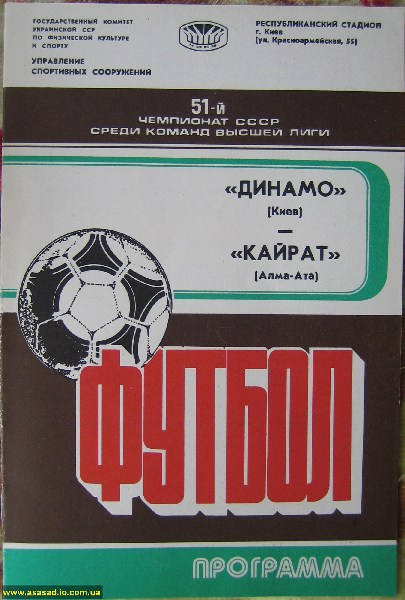 ГОСУДАРСТВЕННЫЙ КОМИТЕТ
УКРАИНСКОЙ ССР
ПО ФИЗИЧЕСКОЙ КУЛЬТУРЕ
И СПОРТУ
УПРАВЛЕНИЕ
СПОРТИВНЫХ СООРУЖЕНИЙ
РЕСПУБЛИКАНСКИЙ СТАДИОН
г. Киев
(ул. Красноармейская, 55)
51-й
ЧЕМПИОНАТ СССР
СРЕДИ КОМАНД ВЫСШЕЙ ЛИГИ
«ДИНАМО»
(Киев)
—
«КАЙРАТ»
(Алма-Ата)
ФУТБОЛ
ПРОГРАММА
www.asasad.io.com.ua